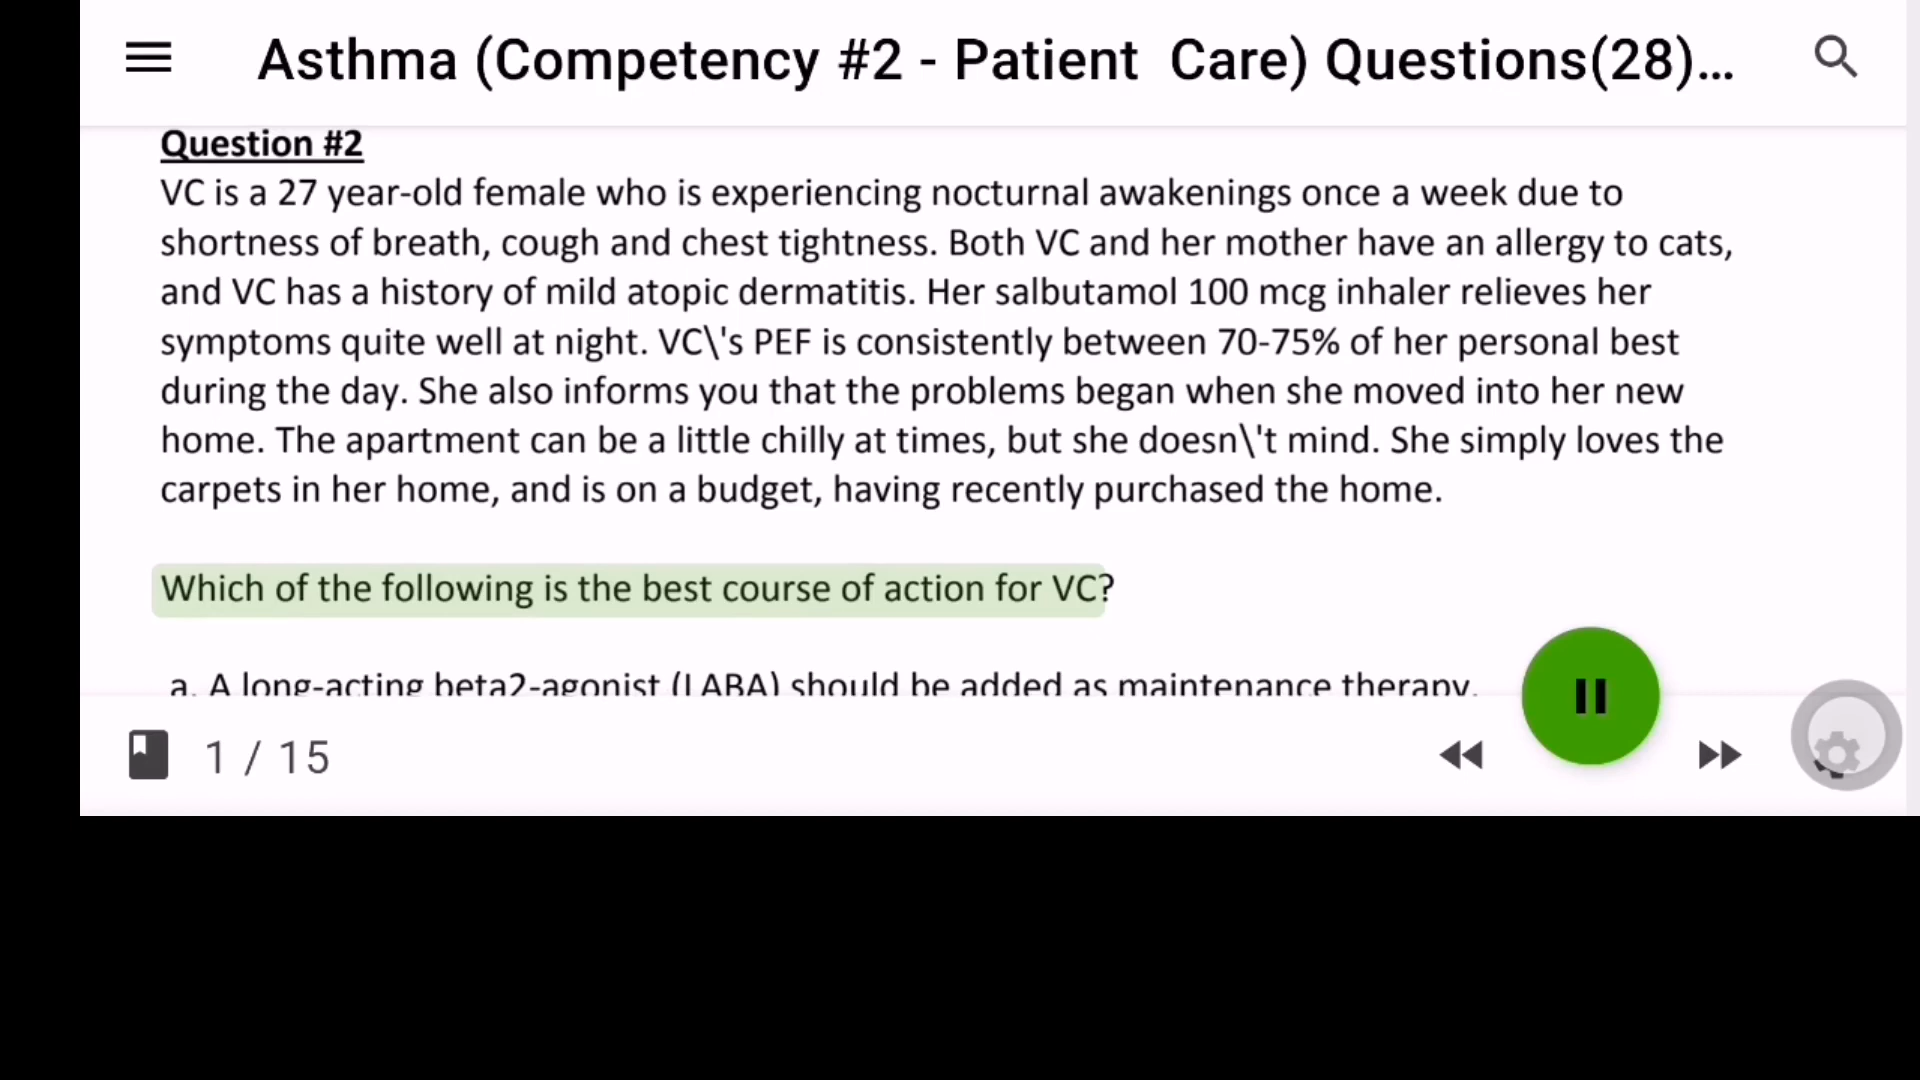 Asthma (Competency #2 - Patient Care) Questions(28)...
Question #2
VC is a 27 year-old female who is experiencing nocturnal awakenings once a week due to
shortness of breath, cough and chest tightness. Both VC and her mother have an allergy to cats,
and VC has a history of mild atopic dermatitis. Her salbutamol 100 mcg inhaler relieves her
symptoms quite well at night. VC\'s PEF is consistently between 70-75% of her personal best
during the day. She also informs you that the problems began when she moved into her new
home. The apartment can be a little chilly at times, but she doesn\'t mind. She simply loves the
carpets in her home, and is on a budget, having recently purchased the home.
Which of the following is the best course of action for VC?
a. A long-acting beta2-agonist (LABA) should be added as maintenance therapy.
1 / 15